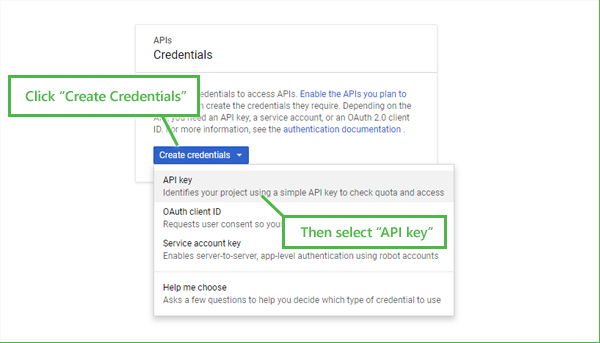 APIs
Credentials
Click “Create Credentials”
credentials to access APIs. Enable the APIs you plan to
create the credentials they require. Depending on the
you need an API key, a service account, or an OAuth 2.0 client
ID. For more information, see the authentication documentation .
Create credentials
API key
Identifies your project using a simple API key to check quota and access
OAuth client ID
Requests user consent so
Then select “API key”
Service account key
Enables server-to-server, app-level authentication using robot accounts
Help me choose
Asks a few questions to help you decide which type of credential to use